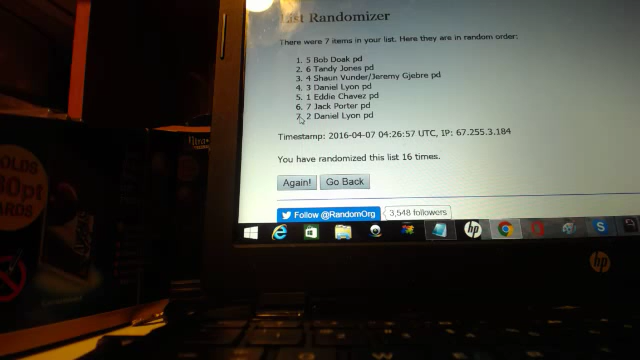 List Randomizer
There were 7 items in your list. Here they are in random order:
1. 5 Bob Doak pd
2. 6 Tandy Jones pd
3. 4 Shaun Vunder/Jeremy Gjebre pd
4. 3 Daniel Lyon pd
5. 1 Eddie Chavez pd
6. 7 Jack Porter pd
7. 2 Daniel Lyon pd
Timestamp: 2016-04-07 04:26:57 UTC, IP: 67.255.3.184
You have randomized this list 16 times.
Again! Go Back
Follow @RandomOrg 3,548 followers
hp
hp
HOLDS